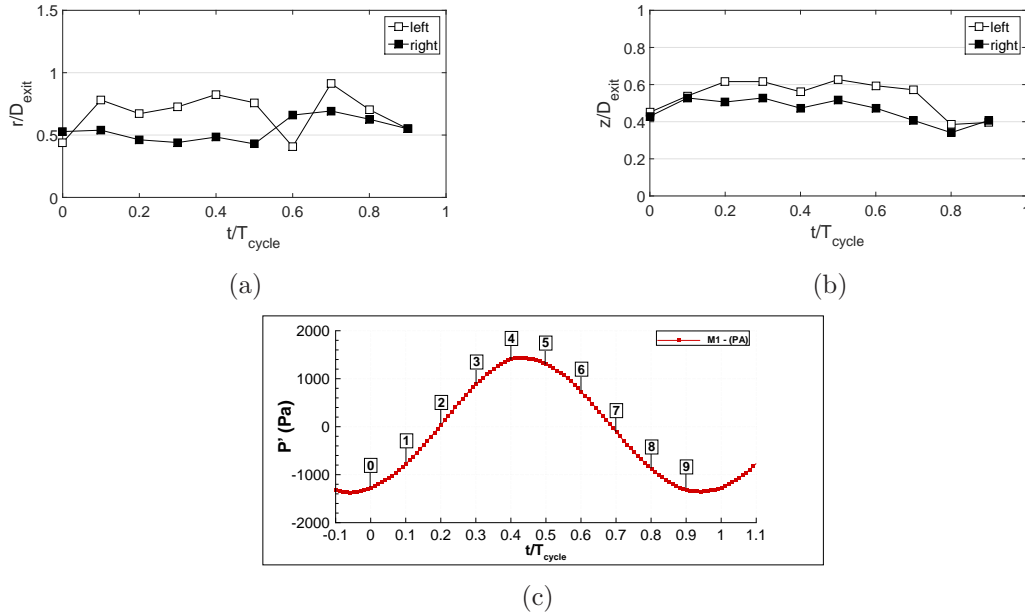 1.5
1
0.5
0
r/D_exit
left
right
0 0.2 0.4 0.6 0.8 1
t/T_cycle
(a)
1
0.8
0.6
0.4
0.2
0
z/D_exit
left
right
0 0.2 0.4 0.6 0.8 1
t/T_cycle
(b)
2000
1000
0
-1000
-2000
P' (Pa)
M1 - (PA)
0
1
2
3
4
5
6
7
8
9
-0.1 0 0.1 0.2 0.3 0.4 0.5 0.6 0.7 0.8 0.9 1 1.1
t/T_cycle
(c)